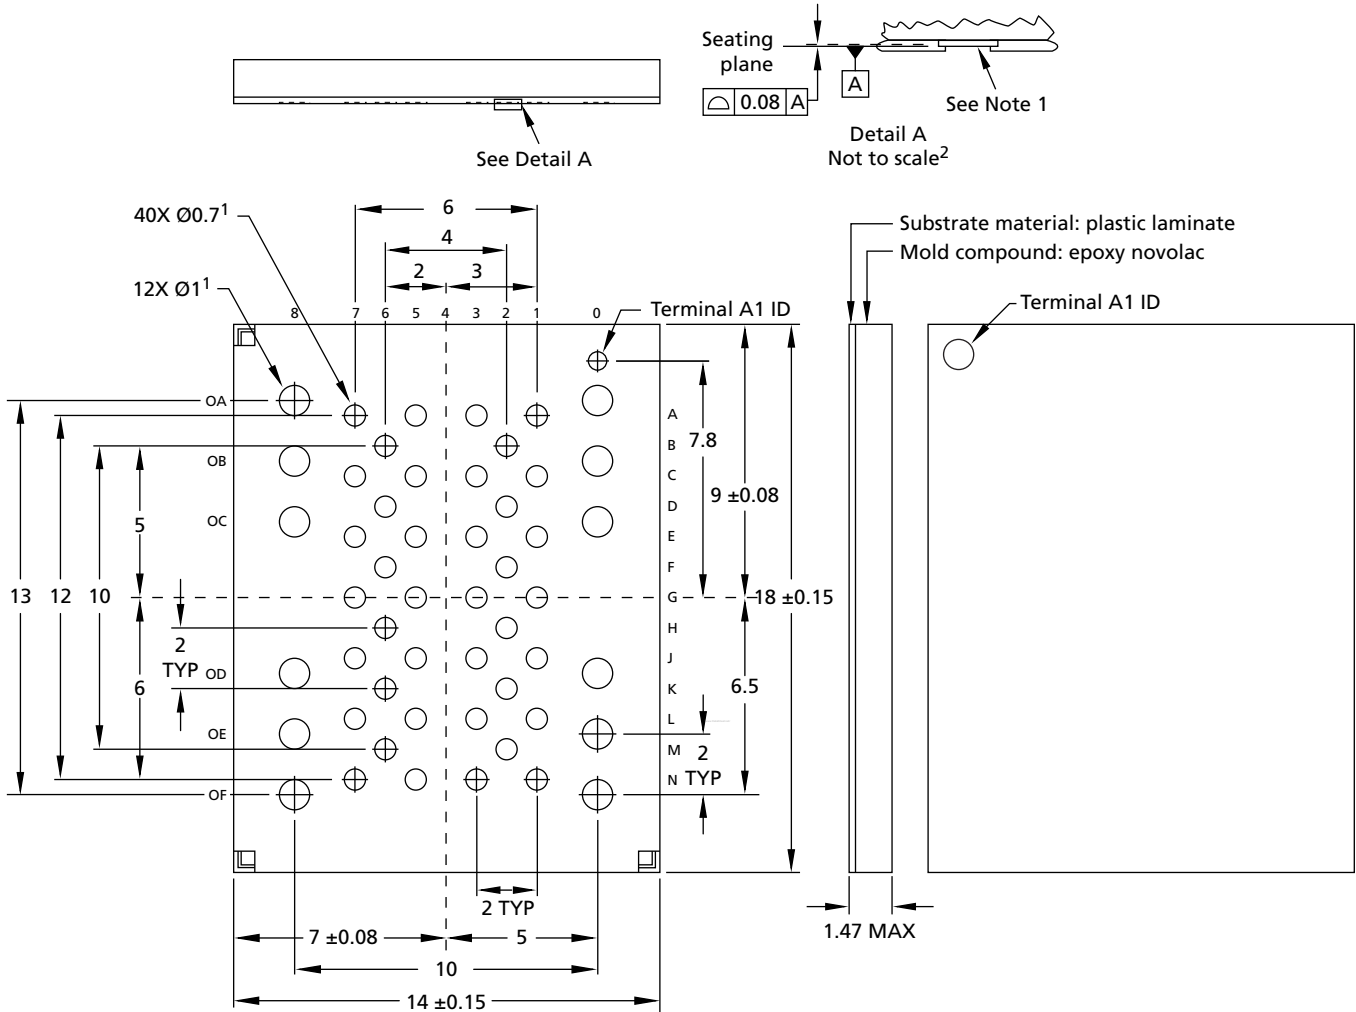 Seating
plane
0.08 A
A
See Note 1
Detail A
Not to scale2
See Detail A
40X Ø0.71
12X Ø11
6
4
2
3
8 7 6 5 4 3 2 1 0
Terminal A1 ID
Substrate material: plastic laminate
Mold compound: epoxy novolac
Terminal A1 ID
OA
OB
OC
OD
OE
OF
A
B
C
D
E
F
G
H
J
K
L
M
N
13
12
10
5
6
2
TYP
7.8
9 ±0.08
18 ±0.15
6.5
2
TYP
2 TYP
7 ±0.08
5
10
14 ±0.15
1.47 MAX